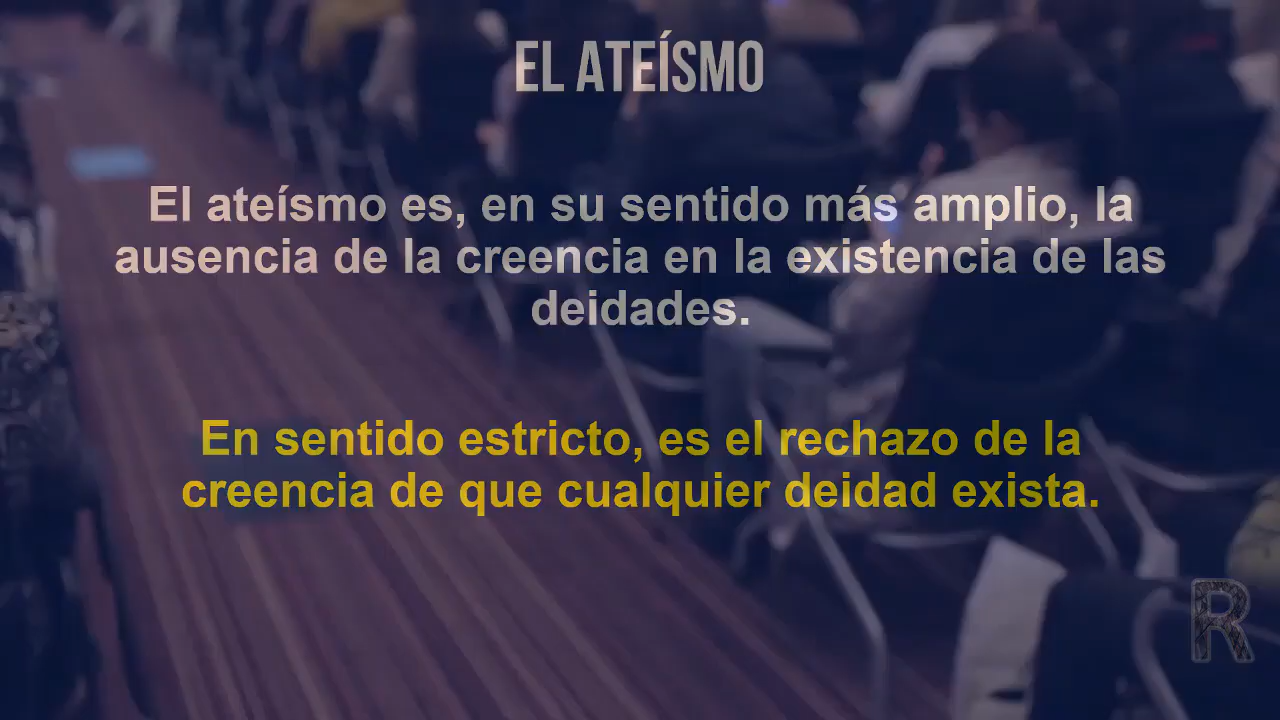 EL ATEÍSMO
El ateísmo es, en su sentido más amplio, la
ausencia de la creencia en la existencia de las
deidades.
En sentido estricto, es el rechazo de la
creencia de que cualquier deidad exista.
R